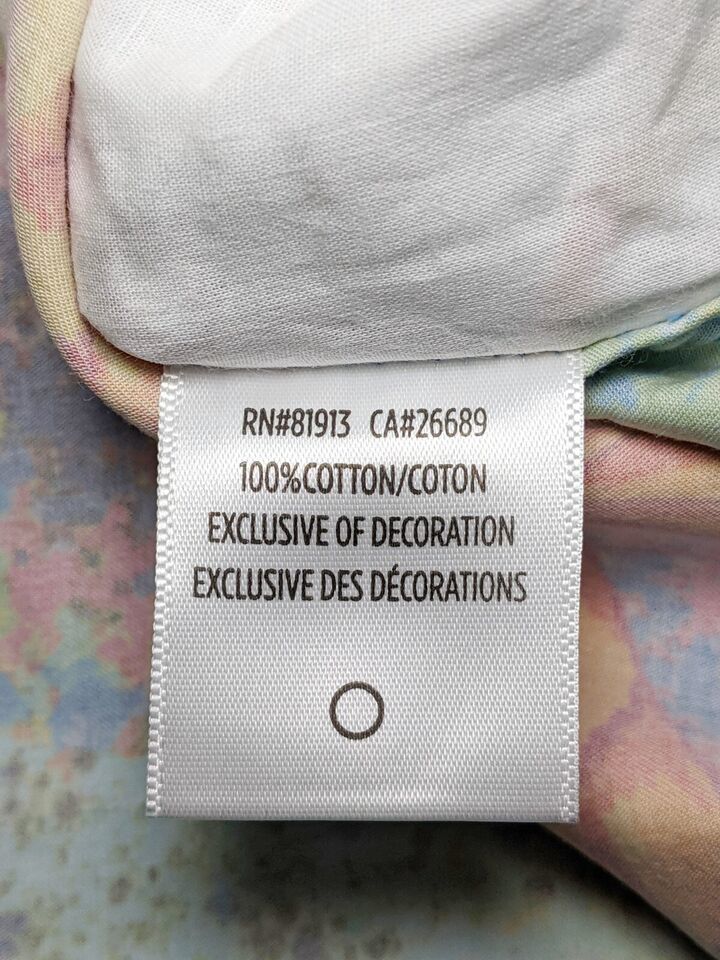 RN#81913 CA#26689
100%COTTON/COTON
EXCLUSIVE OF DECORATION
EXCLUSIVE DES DÉCORATIONS